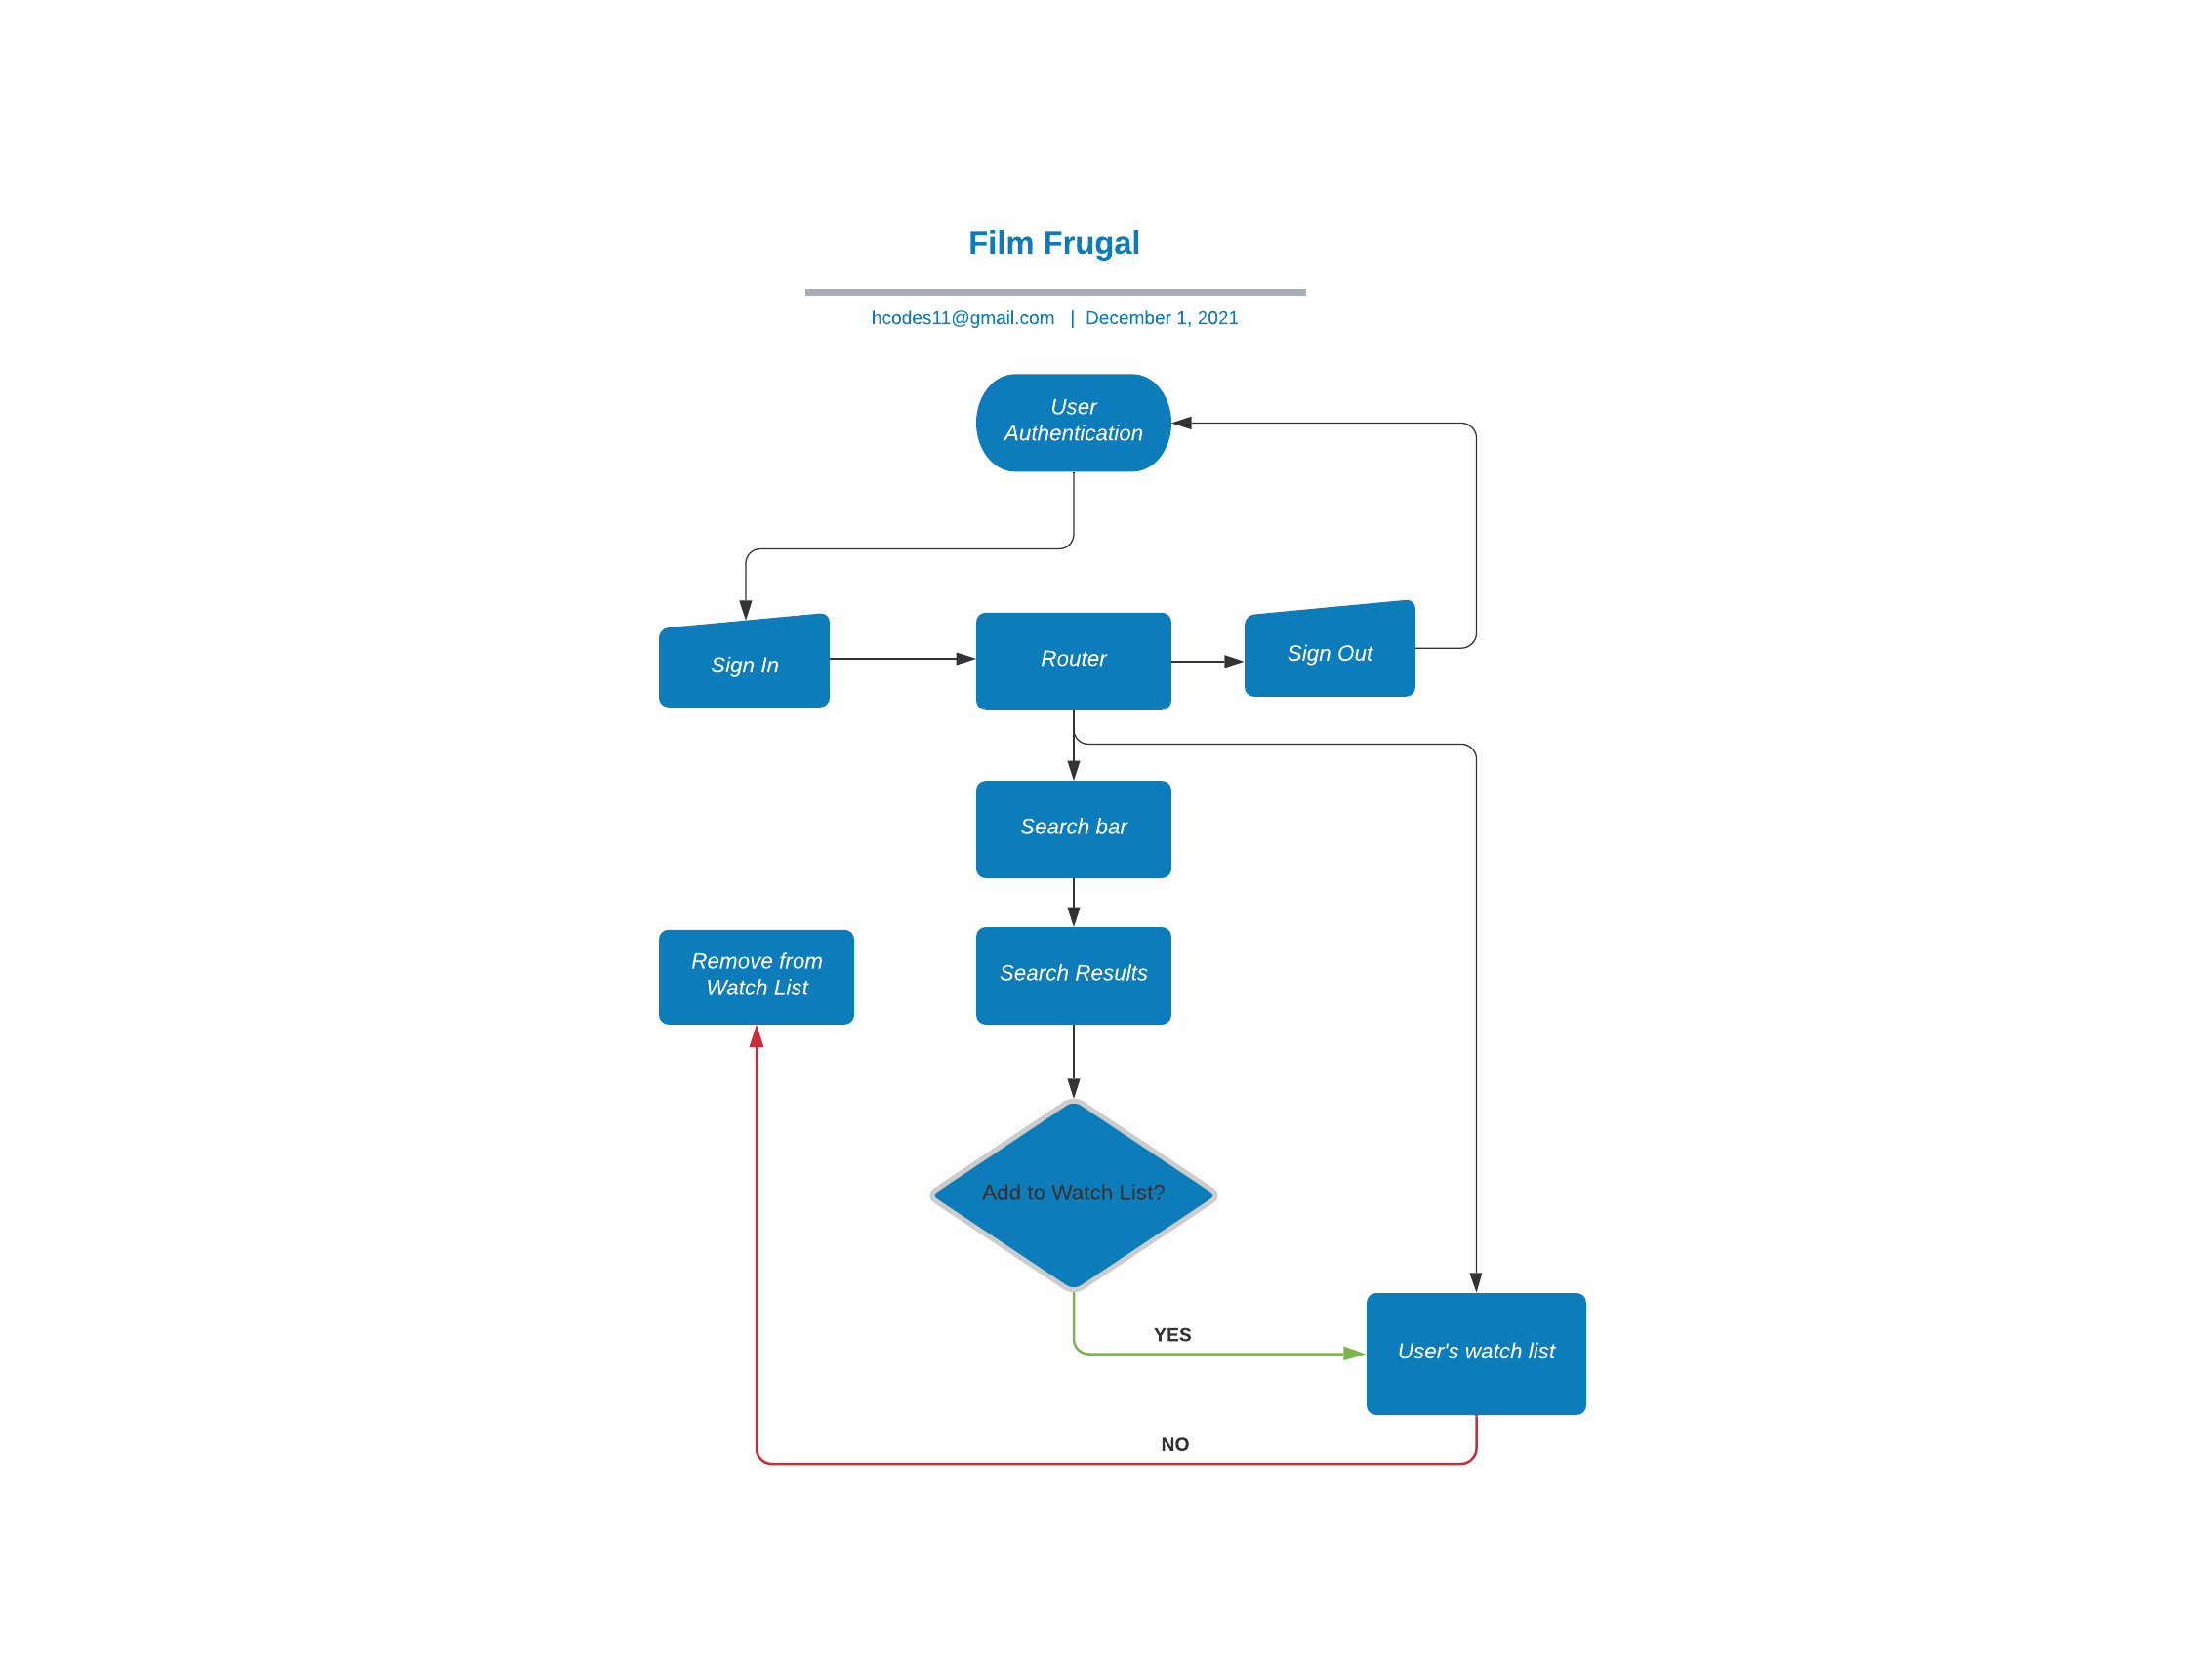 Film Frugal
hcodes11@gmail.com | December 1, 2021
User
Authentication
Sign In
Router
Sign Out
Search bar
Remove from
Watch List
Search Results
Add to Watch List?
YES
User's watch list
NO